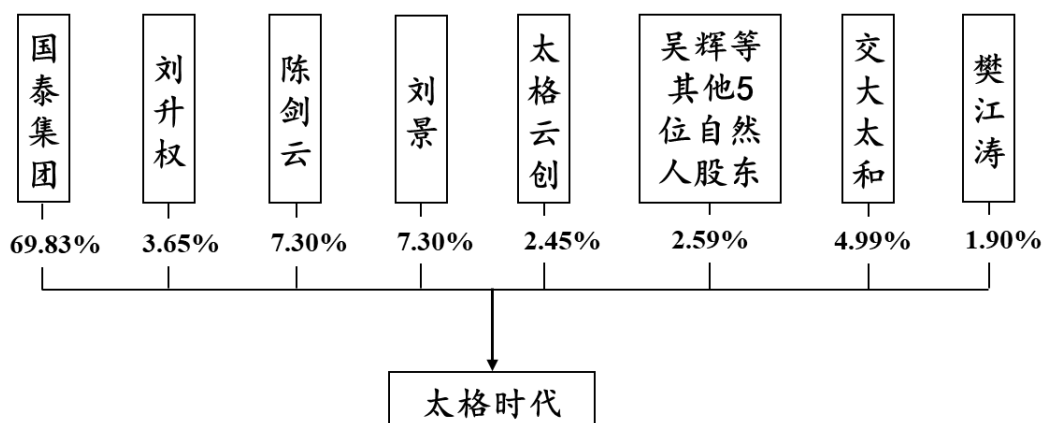 国泰集团
刘升权
陈剑云
刘景
太格云创
吴辉等
其他5
位自然
人股东
交大太和
樊江涛
69.83%
3.65%
7.30%
7.30%
2.45%
2.59%
4.99%
1.90%
太格时代